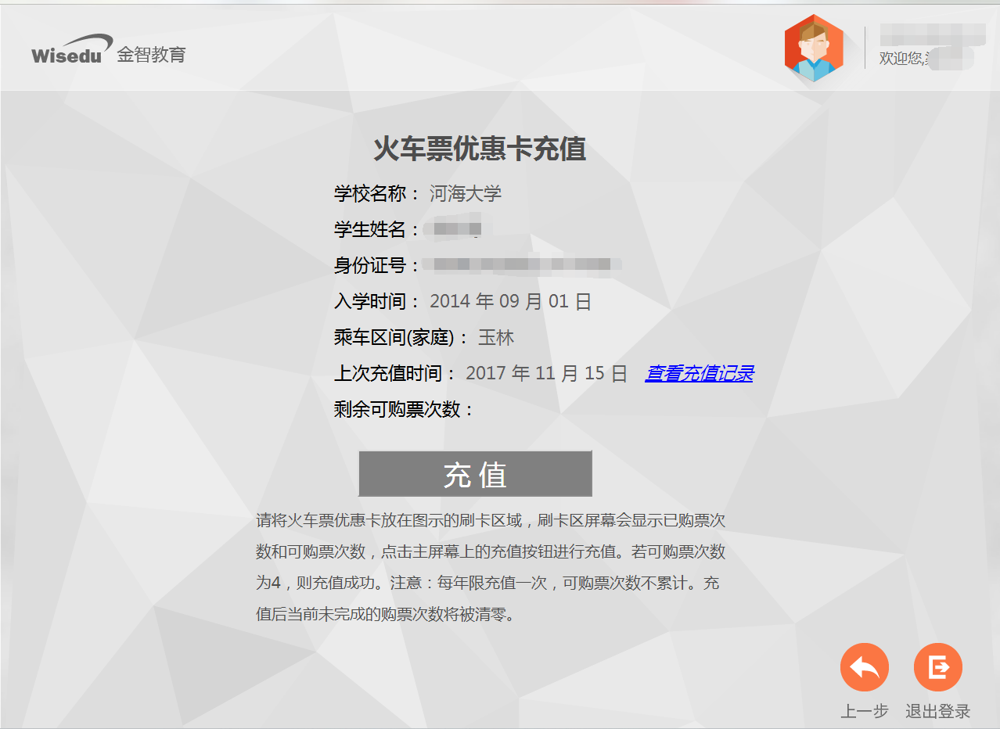 Wisedu 金智教育
欢迎您,
火车票优惠卡充值
学校名称： 河海大学
学生姓名：
身份证号：
入学时间： 2014 年 09 月 01 日
乘车区间(家庭)： 玉林
上次充值时间： 2017 年 11 月 15 日 查看充值记录
剩余可购票次数：
充 值
请将火车票优惠卡放在图示的刷卡区域，刷卡区屏幕会显示已购票次
数和可购票次数，点击主屏幕上的充值按钮进行充值。若可购票次数
为4，则充值成功。注意：每年限充值一次，可购票次数不累计。充
值后当前未完成的购票次数将被清零。
上一步 退出登录